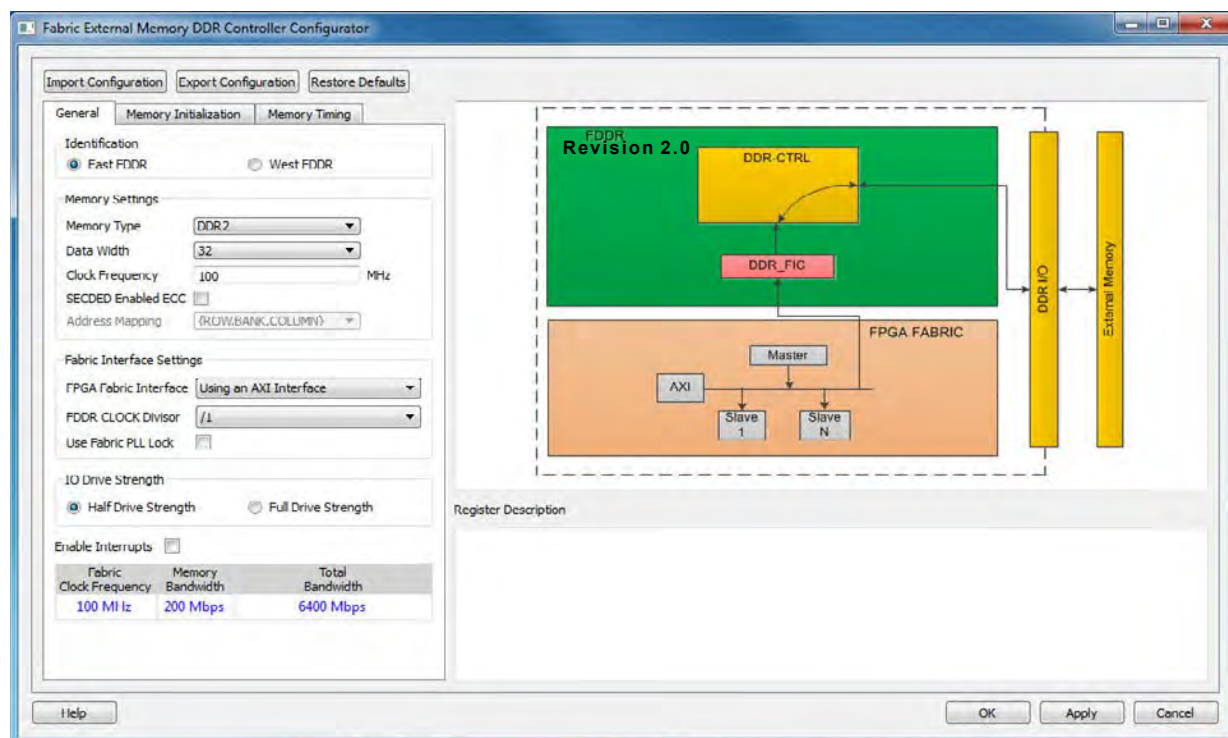 Fabric External Memory DDR Controller Configurator
Import Configuration Export Configuration Restore Defaults
General Memory Initialization Memory Timing
Identification
East FDDR West FDDR
Memory Settings
Memory Type DDR2
Data Width 32
Clock Frequency 100 MHz
SECDED Enabled ECC
Address Mapping {ROW,BANK,COLUMN}
Fabric Interface Settings
FPGA Fabric Interface Using an AXI Interface
FDDR CLOCK Divisor /1
Use Fabric PLL Lock
IO Drive Strength
Half Drive Strength Full Drive Strength
Enable Interrupts
Fabric Clock Frequency Memory Bandwidth Total Bandwidth
100 MHz 200 Mbps 6400 Mbps
FDDR
Revision 2.0
DDR-CTRL
DDR_FIC
FPGA FABRIC
Master
AXI
Slave 1
Slave N
DDR I/O
External Memory
Register Description
Help OK Apply Cancel